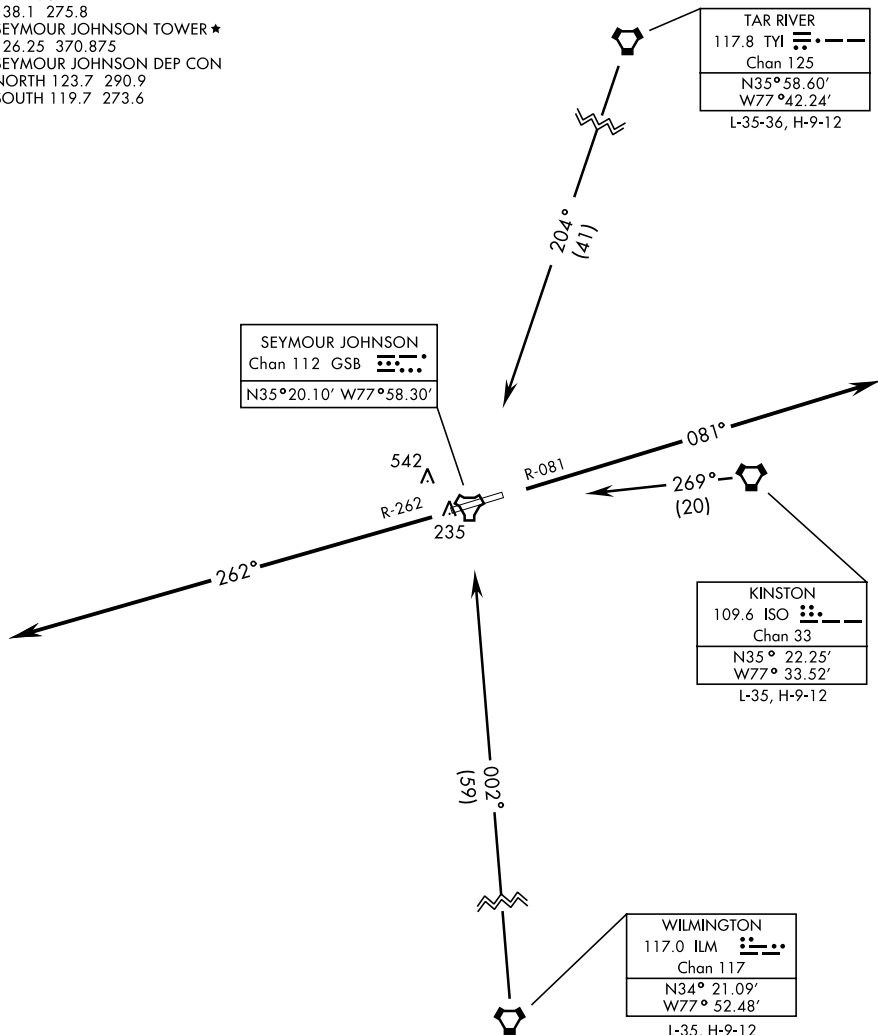 38.1 275.8
SEYMOUR JOHNSON TOWER ★
26.25 370.875
SEYMOUR JOHNSON DEP CON
NORTH 123.7 290.9
SOUTH 119.7 273.6
TAR RIVER
117.8 TYI
Chan 125
N35° 58.60'
W77° 42.24'
L-35-36, H-9-12
204°
(41)
SEYMOUR JOHNSON
Chan 112 GSB
N35° 20.10' W77° 58.30'
081°
R-081
542
269°
(20)
R-262
235
262°
KINSTON
109.6 ISO
Chan 33
N35° 22.25'
W77° 33.52'
L-35, H-9-12
002°
(59)
WILMINGTON
117.0 ILM
Chan 117
N34° 21.09'
W77° 52.48'
L-35, H-9-12